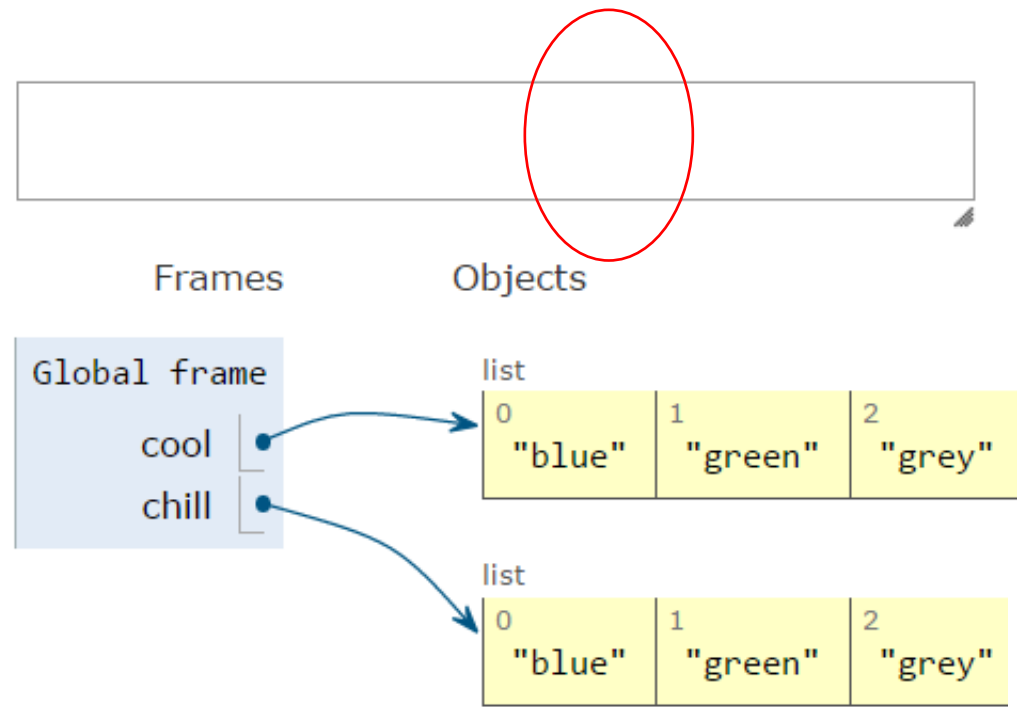 Frames Objects
Global frame
cool
chill
list
0 1 2
"blue" "green" "grey"
list
0 1 2
"blue" "green" "grey"